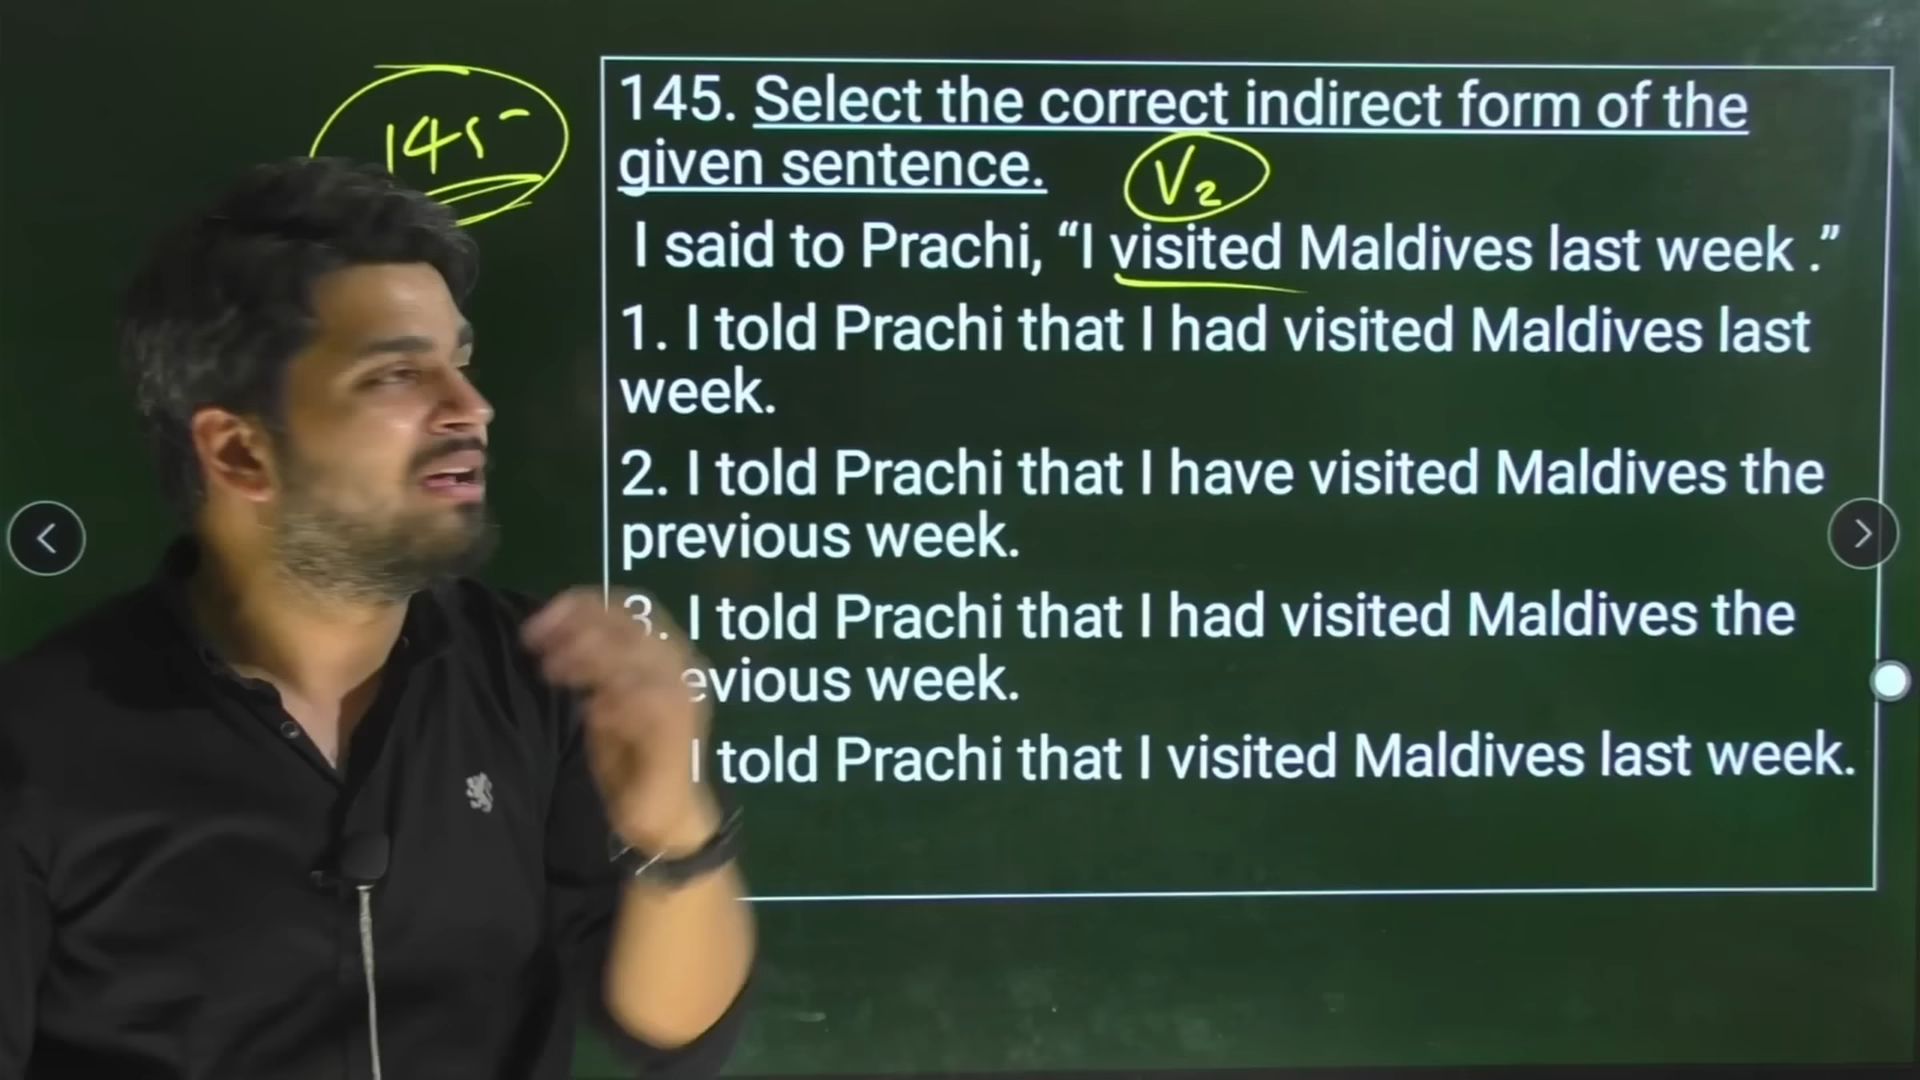 145
145. Select the correct indirect form of the
given sentence.
V2
I said to Prachi, “I visited Maldives last week .”
1. I told Prachi that I had visited Maldives last
week.
2. I told Prachi that I have visited Maldives the
previous week.
3. I told Prachi that I had visited Maldives the
evious week.
I told Prachi that I visited Maldives last week.